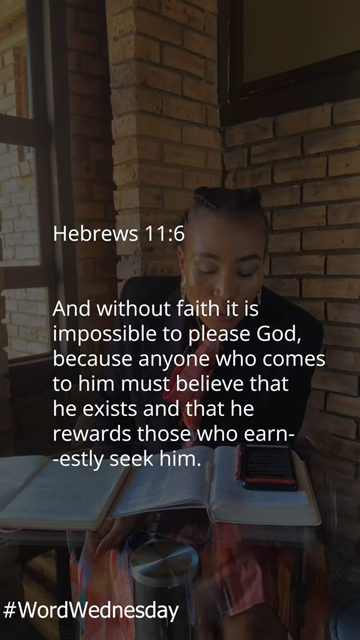 Hebrews 11:6
And without faith it is
impossible to please God,
because anyone who comes
to him must believe that
he exists and that he
rewards those who earn-
-estly seek him.
#WordWednesday